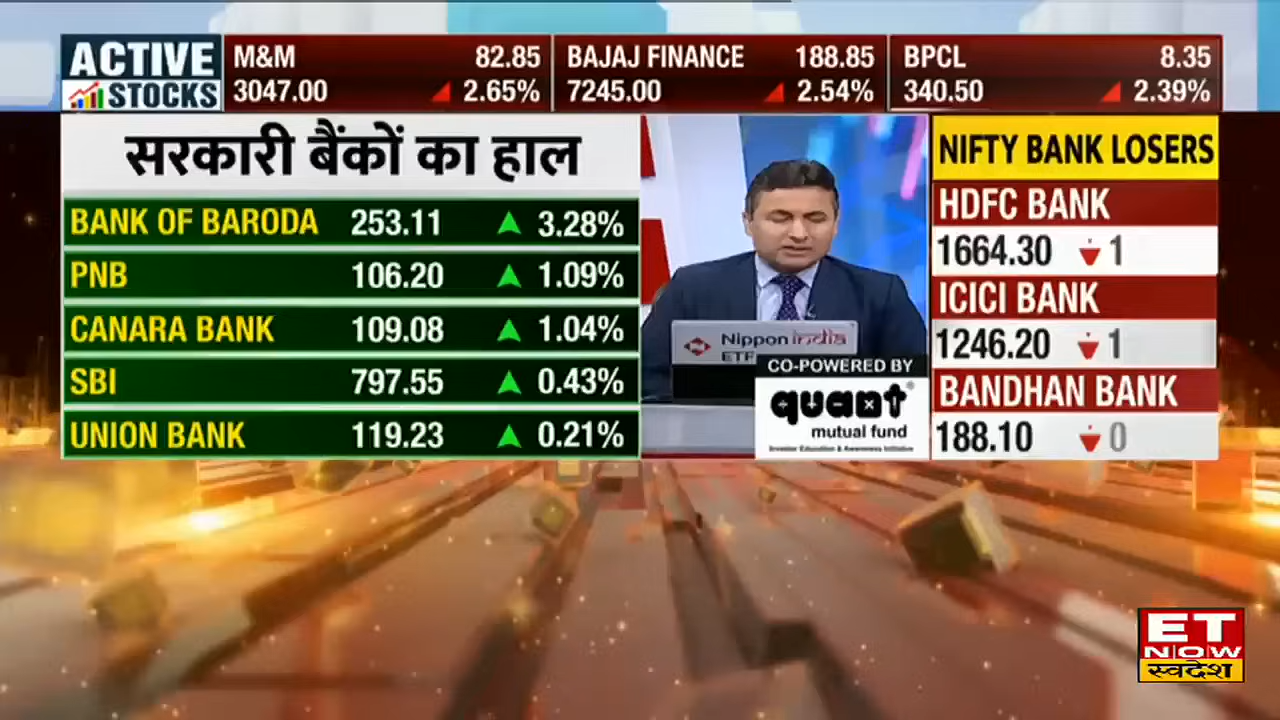 ACTIVE
STOCKS
M&M 82.85
3047.00 2.65%
BAJAJ FINANCE 188.85
7245.00 2.54%
BPCL 8.35
340.50 2.39%
सरकारी बैंकों का हाल
BANK OF BARODA 253.11 3.28%
PNB 106.20 1.09%
CANARA BANK 109.08 1.04%
SBI 797.55 0.43%
UNION BANK 119.23 0.21%
Nippon india
ETF
CO-POWERED BY
quant
mutual fund
Investor Education & Awareness Initiative
NIFTY BANK LOSERS
HDFC BANK
1664.30 1
ICICI BANK
1246.20 1
BANDHAN BANK
188.10 0
ET
NOW
स्वदेश